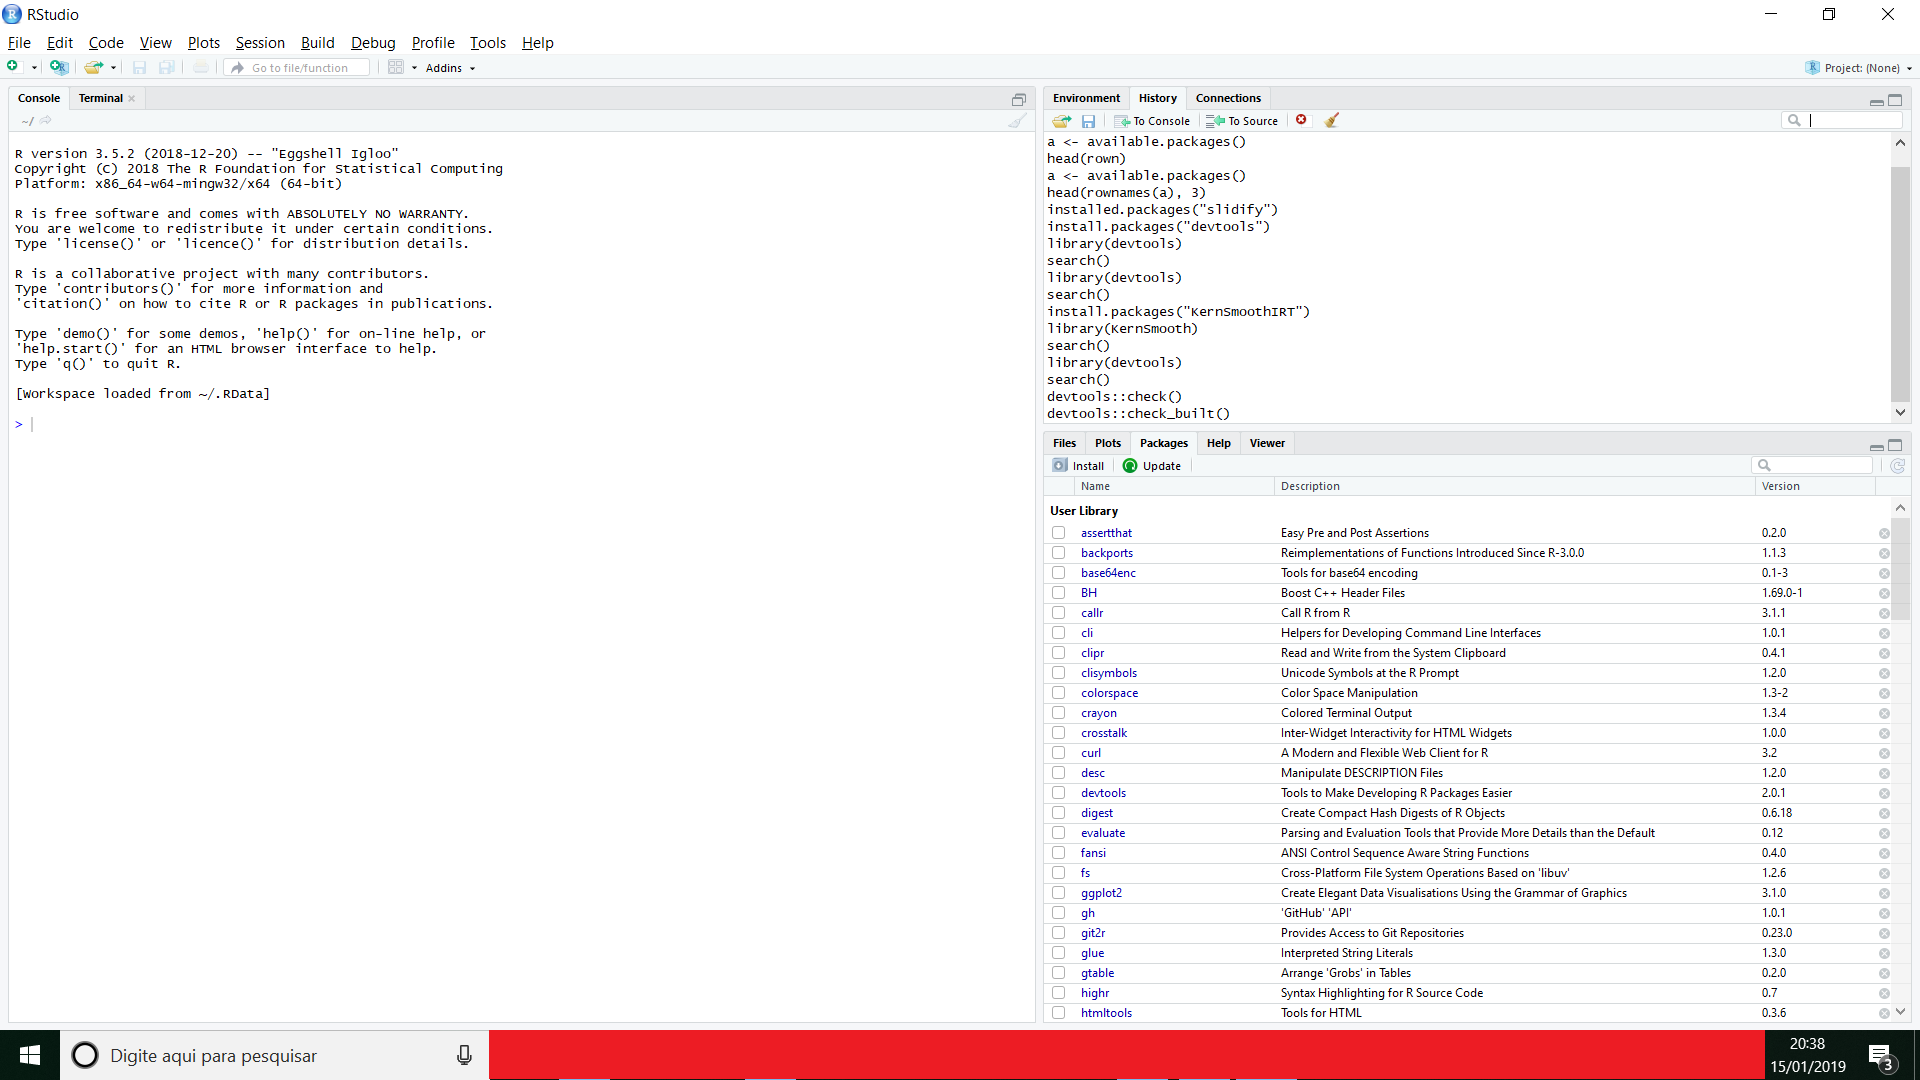 RStudio
File Edit Code View Plots Session Build Debug Profile Tools Help
Go to file/function Addins Project: (None)
Console Terminal
~/
R version 3.5.2 (2018-12-20) -- "Eggshell Igloo"
Copyright (C) 2018 The R Foundation for Statistical Computing
Platform: x86_64-w64-mingw32/x64 (64-bit)
R is free software and comes with ABSOLUTELY NO WARRANTY.
You are welcome to redistribute it under certain conditions.
Type 'license()' or 'licence()' for distribution details.
R is a collaborative project with many contributors.
Type 'contributors()' for more information and
'citation()' on how to cite R or R packages in publications.
Type 'demo()' for some demos, 'help()' for on-line help, or
'help.start()' for an HTML browser interface to help.
Type 'q()' to quit R.
[Workspace loaded from ~/.RData]
>
Environment History Connections
To Console To Source
a <- available.packages()
head(rown)
a <- available.packages()
head(rownames(a), 3)
installed.packages("slidify")
install.packages("devtools")
library(devtools)
search()
library(devtools)
search()
install.packages("KernSmoothIRT")
library(KernSmooth)
search()
library(devtools)
search()
devtools::check()
devtools::check_built()
Files Plots Packages Help Viewer
Install Update
Name Description Version
User Library
assertthat Easy Pre and Post Assertions 0.2.0
backports Reimplementations of Functions Introduced Since R-3.0.0 1.1.3
base64enc Tools for base64 encoding 0.1-3
BH Boost C++ Header Files 1.69.0-1
callr Call R from R 3.1.1
cli Helpers for Developing Command Line Interfaces 1.0.1
clipr Read and Write from the System Clipboard 0.4.1
clisymbols Unicode Symbols at the R Prompt 1.2.0
colorspace Color Space Manipulation 1.3-2
crayon Colored Terminal Output 1.3.4
crosstalk Inter-Widget Interactivity for HTML Widgets 1.0.0
curl A Modern and Flexible Web Client for R 3.2
desc Manipulate DESCRIPTION Files 1.2.0
devtools Tools to Make Developing R Packages Easier 2.0.1
digest Create Compact Hash Digests of R Objects 0.6.18
evaluate Parsing and Evaluation Tools that Provide More Details than the Default 0.12
fansi ANSI Control Sequence Aware String Functions 0.4.0
fs Cross-Platform File System Operations Based on 'libuv' 1.2.6
ggplot2 Create Elegant Data Visualisations Using the Grammar of Graphics 3.1.0
gh 'GitHub' 'API' 1.0.1
git2r Provides Access to Git Repositories 0.23.0
glue Interpreted String Literals 1.3.0
gtable Arrange 'Grobs' in Tables 0.2.0
highr Syntax Highlighting for R Source Code 0.7
htmltools Tools for HTML 0.3.6
Digite aqui para pesquisar
20:38
15/01/2019
3